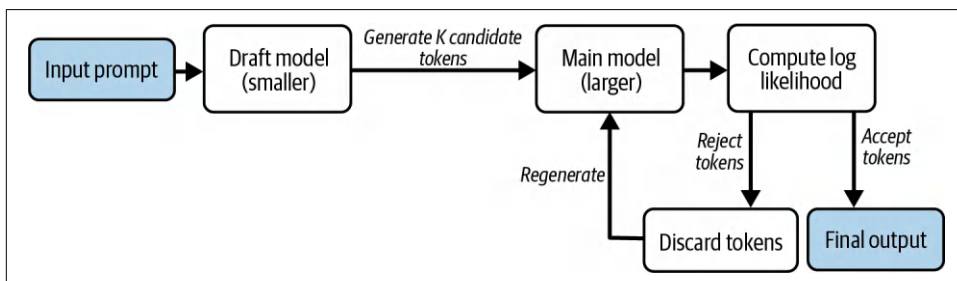 Input prompt
Draft model
(smaller)
Generate K candidate
tokens
Main model
(larger)
Compute log
likelihood
Reject
tokens
Accept
tokens
Regenerate
Discard tokens
Final output